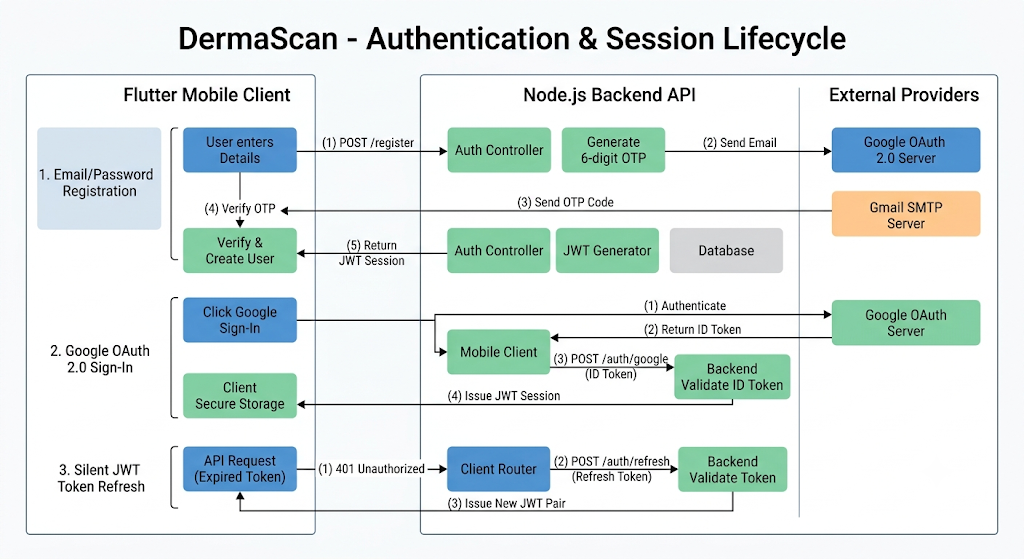 DermaScan - Authentication & Session Lifecycle
Flutter Mobile Client
Node.js Backend API
External Providers
1. Email/Password
Registration
User enters
Details
(1) POST /register
Auth Controller
Generate
6-digit OTP
(2) Send Email
Google OAuth
2.0 Server
(4) Verify OTP
(3) Send OTP Code
Gmail SMTP
Server
Verify &
Create User
(5) Return
JWT Session
Auth Controller
JWT Generator
Database
2. Google OAuth
2.0 Sign-In
Click Google
Sign-In
(1) Authenticate
Google OAuth
Server
(2) Return ID Token
Mobile Client
(3) POST /auth/google
(ID Token)
Backend
Validate ID Token
Client
Secure Storage
(4) Issue JWT Session
3. Silent JWT
Token Refresh
API Request
(Expired Token)
(1) 401 Unauthorized
Client Router
(2) POST /auth/refresh
(Refresh Token)
Backend
Validate Token
(3) Issue New JWT Pair